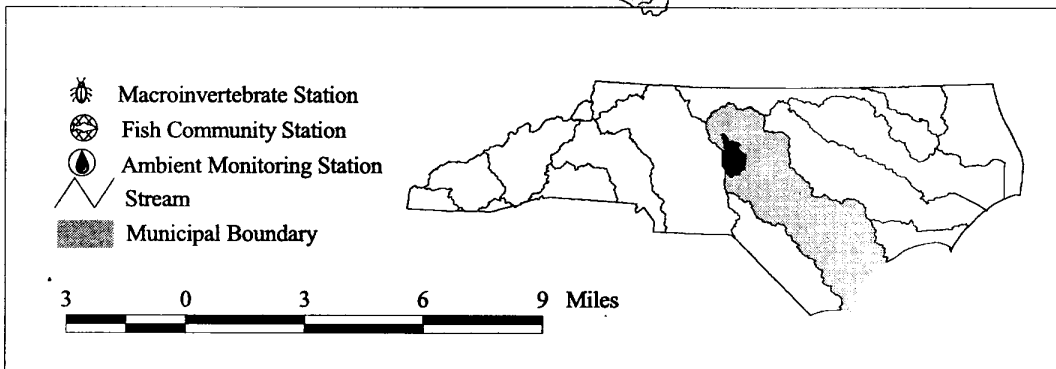 Macroinvertebrate Station
Fish Community Station
Ambient Monitoring Station
Stream
Municipal Boundary
3 0 3 6 9 Miles